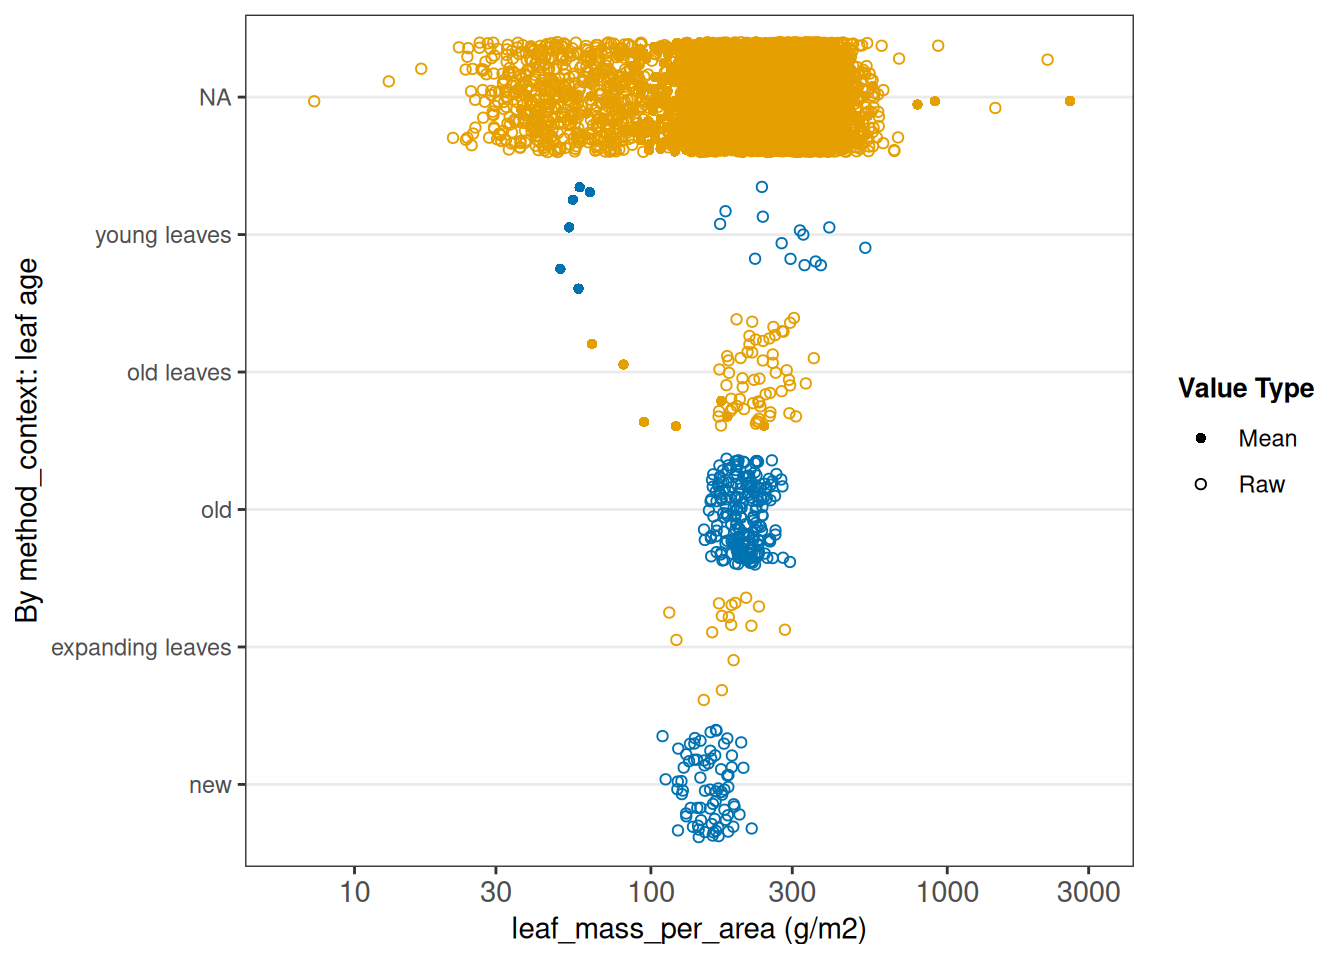 By method_context: leaf age
NA
young leaves
old leaves
old
expanding leaves
new
10 30 100 300 1000 3000
leaf_mass_per_area (g/m2)
Value Type
Mean
Raw